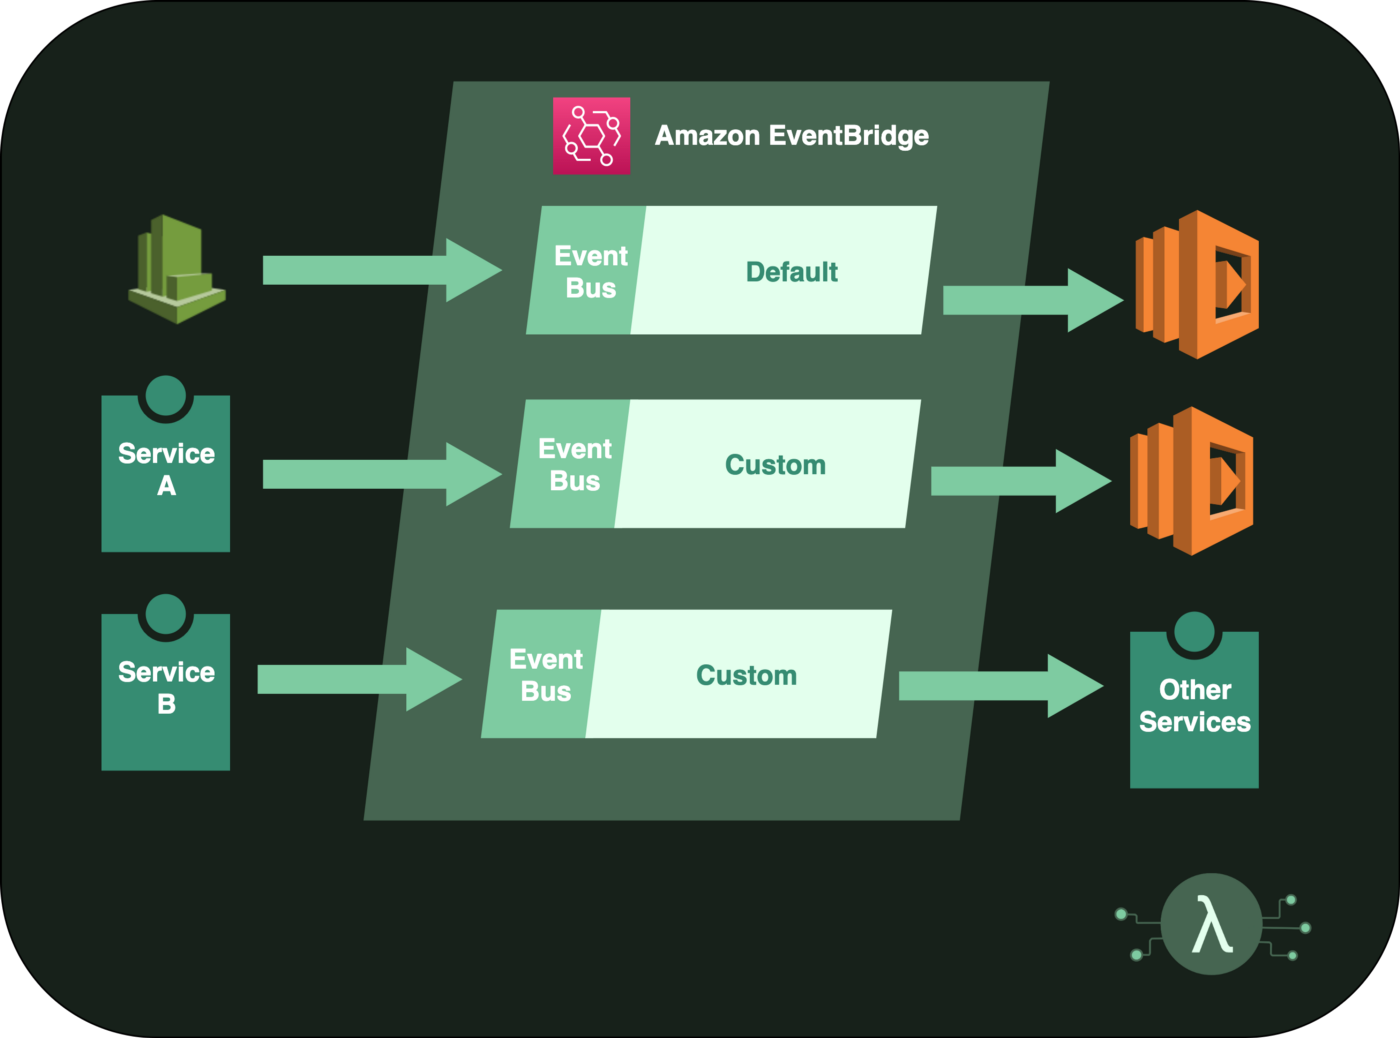 Amazon EventBridge
Event
Bus
Default
Service
A
Event
Bus
Custom
Service
B
Event
Bus
Custom
Other
Services
λ